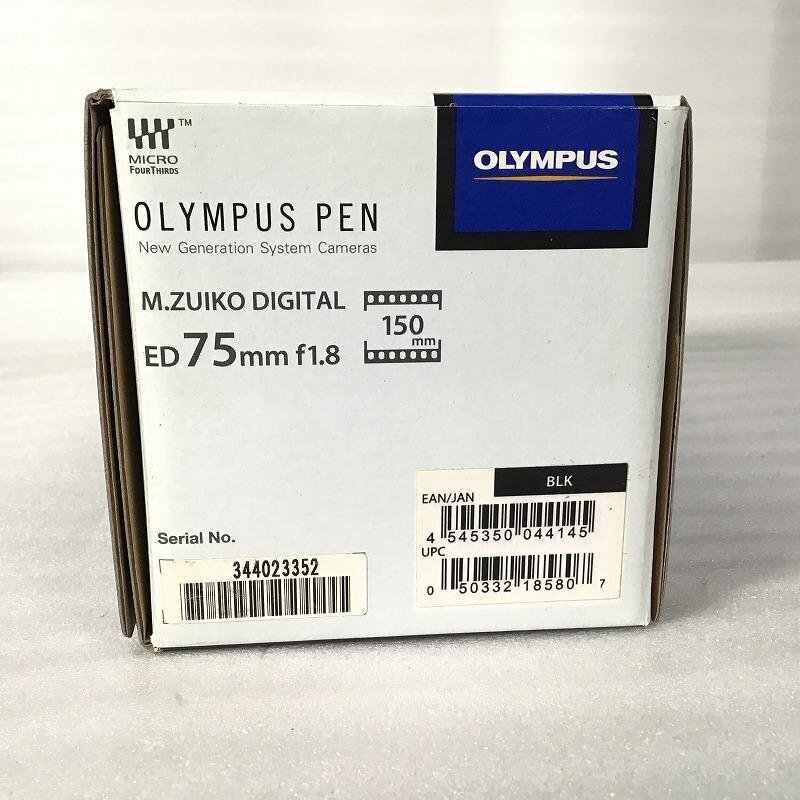 TM
MICRO
FOURTHIRDS
OLYMPUS
OLYMPUS PEN
New Generation System Cameras
M.ZUIKO DIGITAL
ED 75mm f1.8
150
mm
BLK
EAN/JAN
4 545350 044145
UPC
0 50332 18580 7
Serial No.
344023352